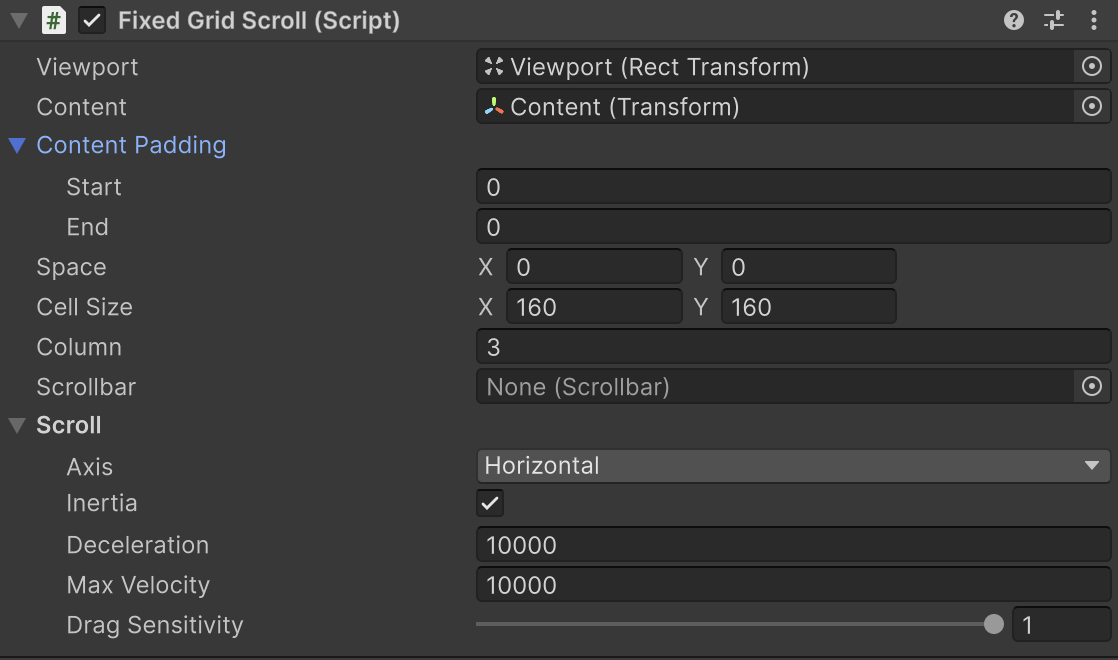 # Fixed Grid Scroll (Script)
Viewport Viewport (Rect Transform)
Content Content (Transform)
Content Padding
Start 0
End 0
Space X 0 Y 0
Cell Size X 160 Y 160
Column 3
Scrollbar None (Scrollbar)
Scroll
Axis Horizontal
Inertia
Deceleration 10000
Max Velocity 10000
Drag Sensitivity 1